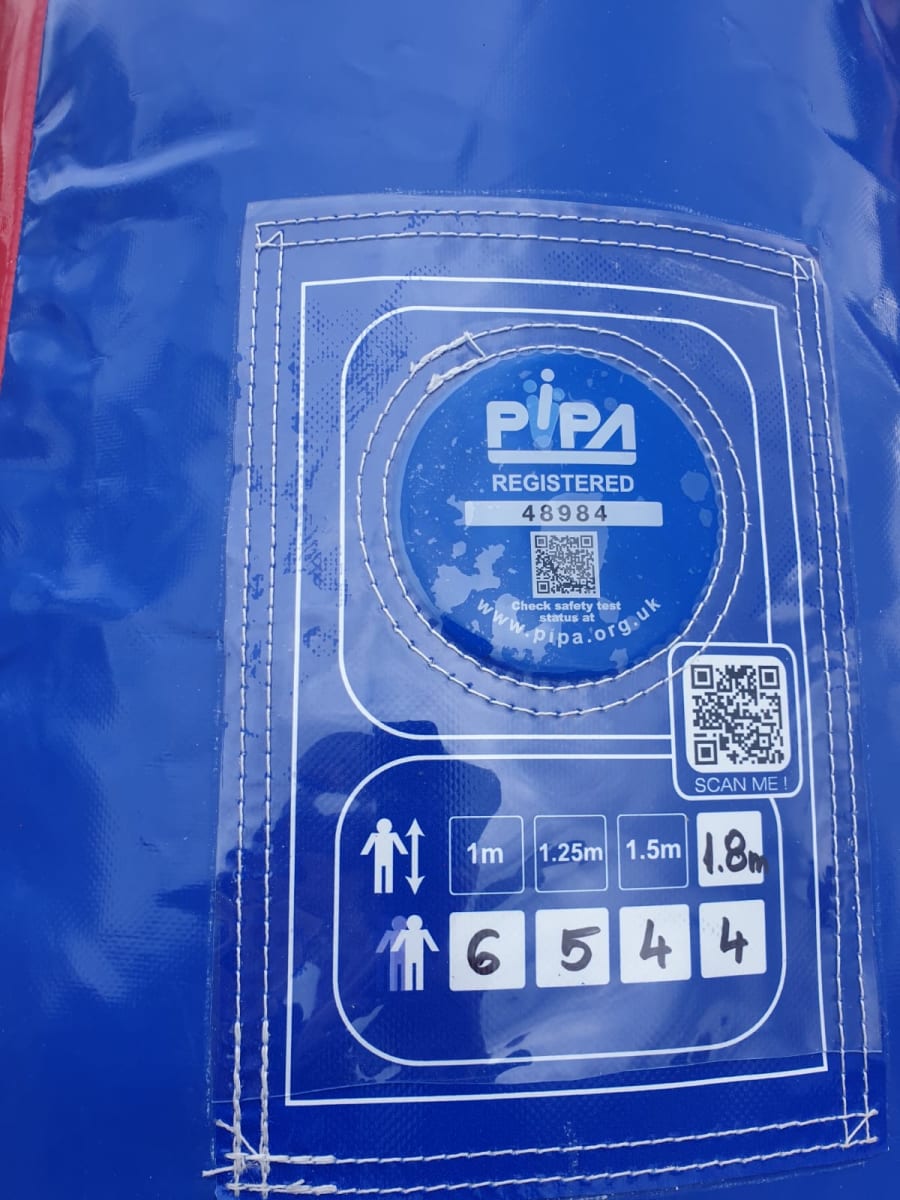 PIPA
REGISTERED
48984
Check safety test
status at
www.pipa.org.uk
SCAN ME!
1m 1.25m 1.5m 1.8m
6 5 4 4